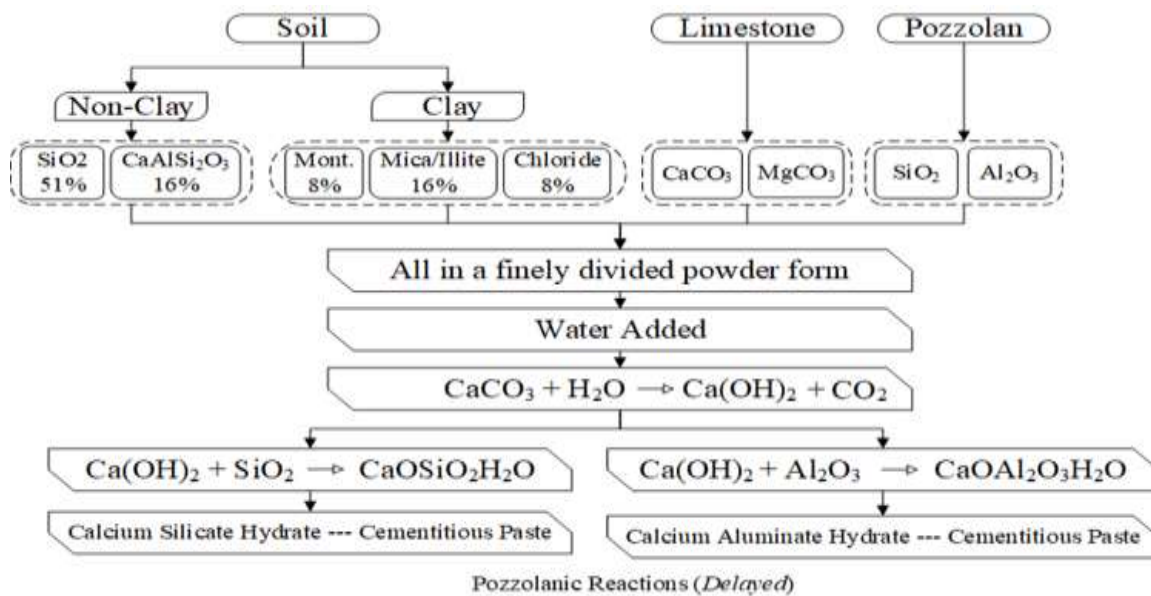 Soil
Limestone
Pozzolan
Non-Clay
Clay
SiO2
51%
CaAlSi₂O₃
16%
Mont.
8%
Mica/Illite
16%
Chloride
8%
CaCO₃
MgCO₃
SiO₂
Al₂O₃
All in a finely divided powder form
Water Added
CaCO₃ + H₂O → Ca(OH)₂ + CO₂
Ca(OH)₂ + SiO₂ → CaOSiO₂H₂O
Ca(OH)₂ + Al₂O₃ → CaOAl₂O₃H₂O
Calcium Silicate Hydrate --- Cementitious Paste
Calcium Aluminate Hydrate --- Cementitious Paste
Pozzolanic Reactions (Delayed)